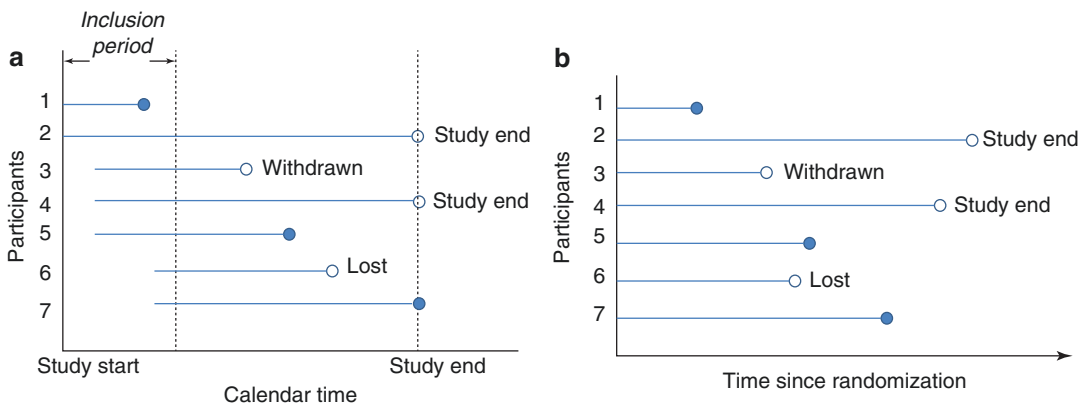 Inclusion
period
a
1
2
Study end
3
Withdrawn
4
Study end
5
6
Lost
7
Participants
Study start
Study end
Calendar time
b
1
2
Study end
3
Withdrawn
4
Study end
5
6
Lost
7
Participants
Time since randomization